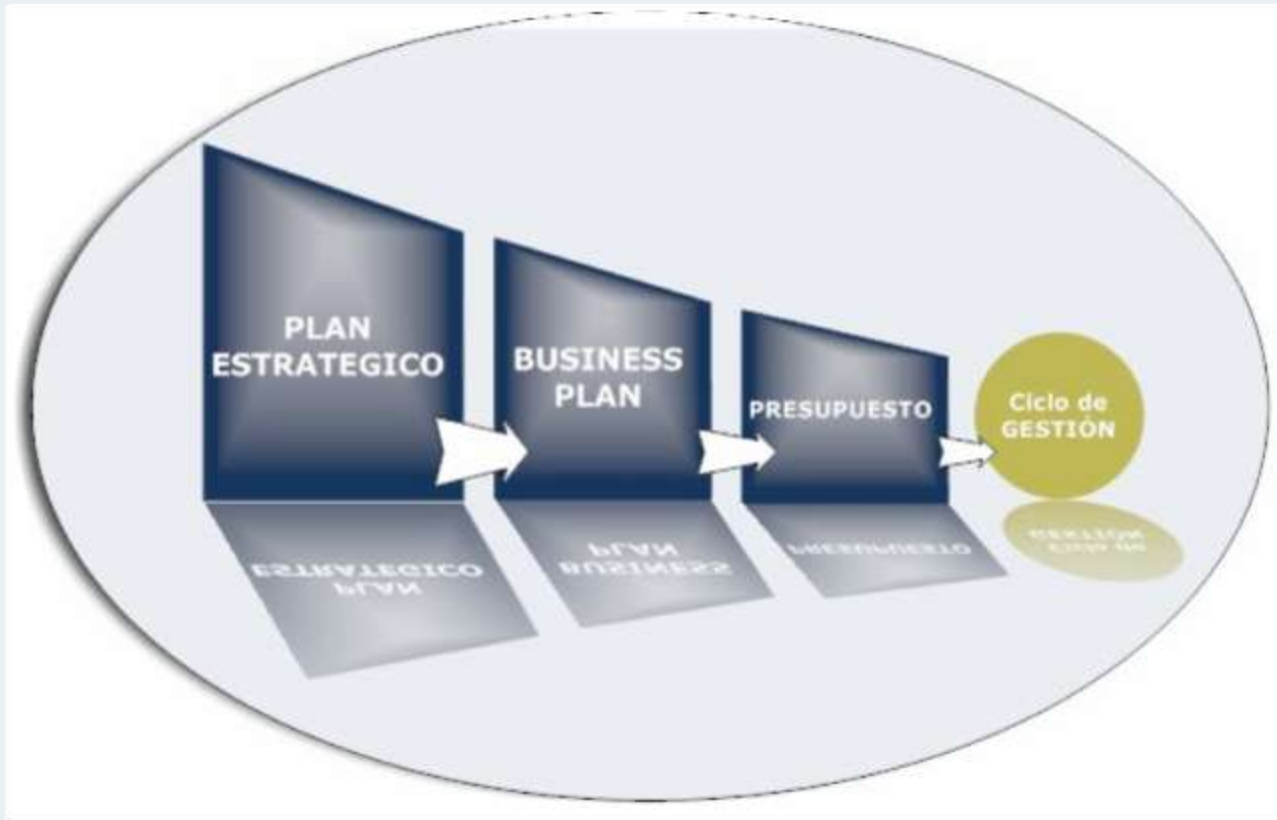 PLAN
ESTRATEGICO
BUSINESS
PLAN
PRESUPUESTO
Ciclo de
GESTIÓN